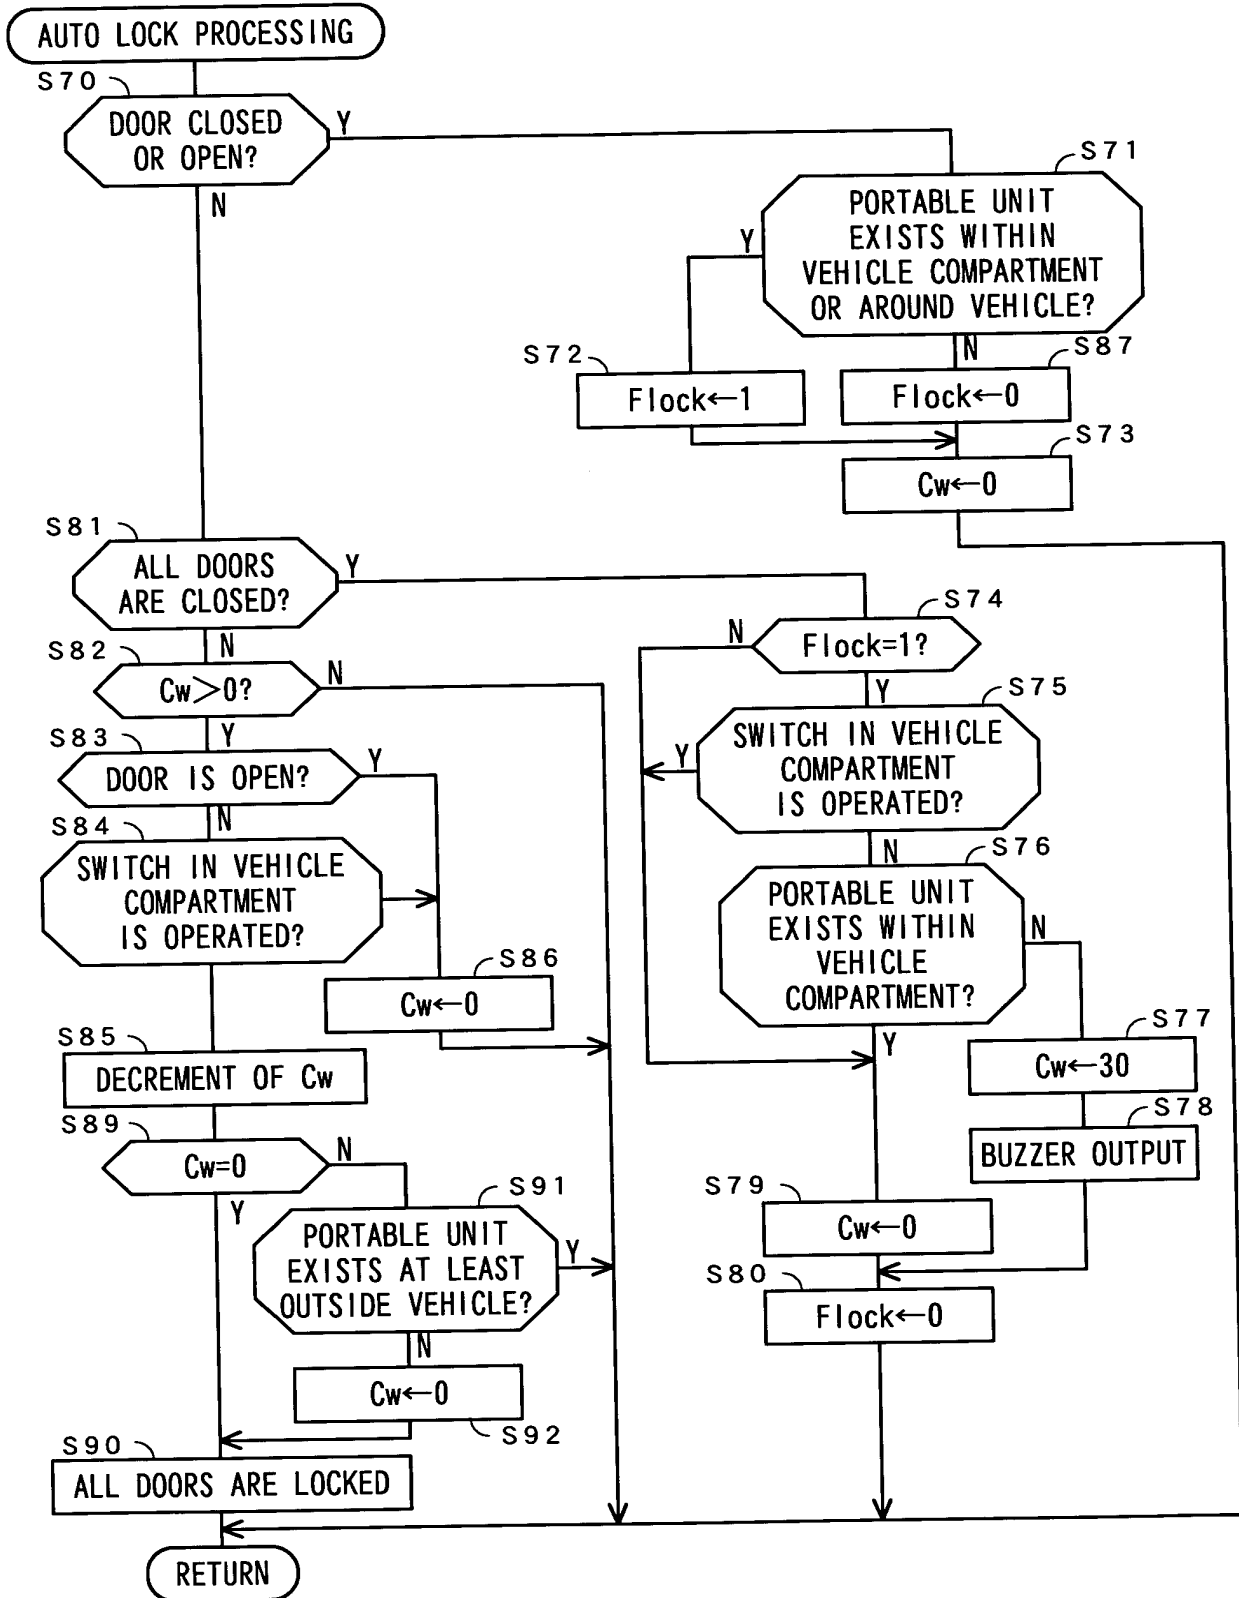 AUTO LOCK PROCESSING
S70
DOOR CLOSED
OR OPEN?
Y
N
S71
PORTABLE UNIT
EXISTS WITHIN
VEHICLE COMPARTMENT
OR AROUND VEHICLE?
Y
N
S72
Flock←1
S87
Flock←0
S73
Cw←0
S81
ALL DOORS
ARE CLOSED?
Y
N
S74
Flock=1?
N
Y
S82
Cw>0?
N
Y
S75
SWITCH IN VEHICLE
COMPARTMENT
IS OPERATED?
Y
N
S83
DOOR IS OPEN?
Y
N
S84
SWITCH IN VEHICLE
COMPARTMENT
IS OPERATED?
S76
PORTABLE UNIT
EXISTS WITHIN
VEHICLE
COMPARTMENT?
N
Y
S86
Cw←0
S85
DECREMENT OF Cw
S77
Cw←30
S78
BUZZER OUTPUT
S89
Cw=0
N
Y
S91
PORTABLE UNIT
EXISTS AT LEAST
OUTSIDE VEHICLE?
Y
N
S79
Cw←0
S80
Flock←0
Cw←0
S92
S90
ALL DOORS ARE LOCKED
RETURN